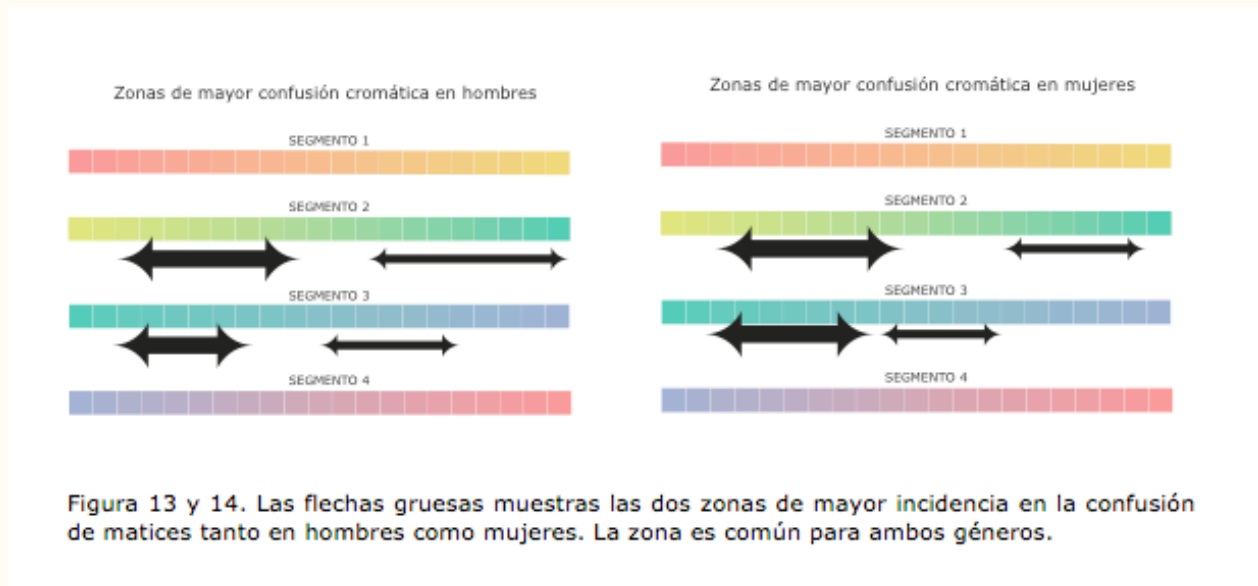 Zonas de mayor confusión cromática en hombres
SEGMENTO 1
SEGMENTO 2
SEGMENTO 3
SEGMENTO 4
Zonas de mayor confusión cromática en mujeres
SEGMENTO 1
SEGMENTO 2
SEGMENTO 3
SEGMENTO 4
Figura 13 y 14. Las flechas gruesas muestras las dos zonas de mayor incidencia en la confusión
de matices tanto en hombres como mujeres. La zona es común para ambos géneros.